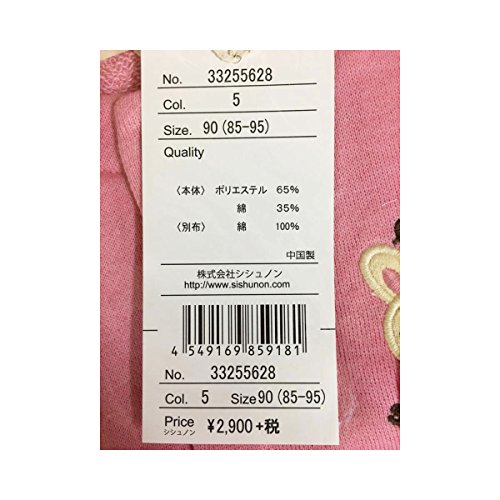 No. 33255628
Col. 5
Size. 90(85-95)
Quality
〈本体〉 ポリエステル 65%
綿 35%
〈別布〉 綿 100%
中国製
株式会社シシュノン
http://www.sishunon.com/
4 549169 859181
No. 33255628
Col. 5 Size 90(85-95)
Price ¥2,900+税
シシュノン